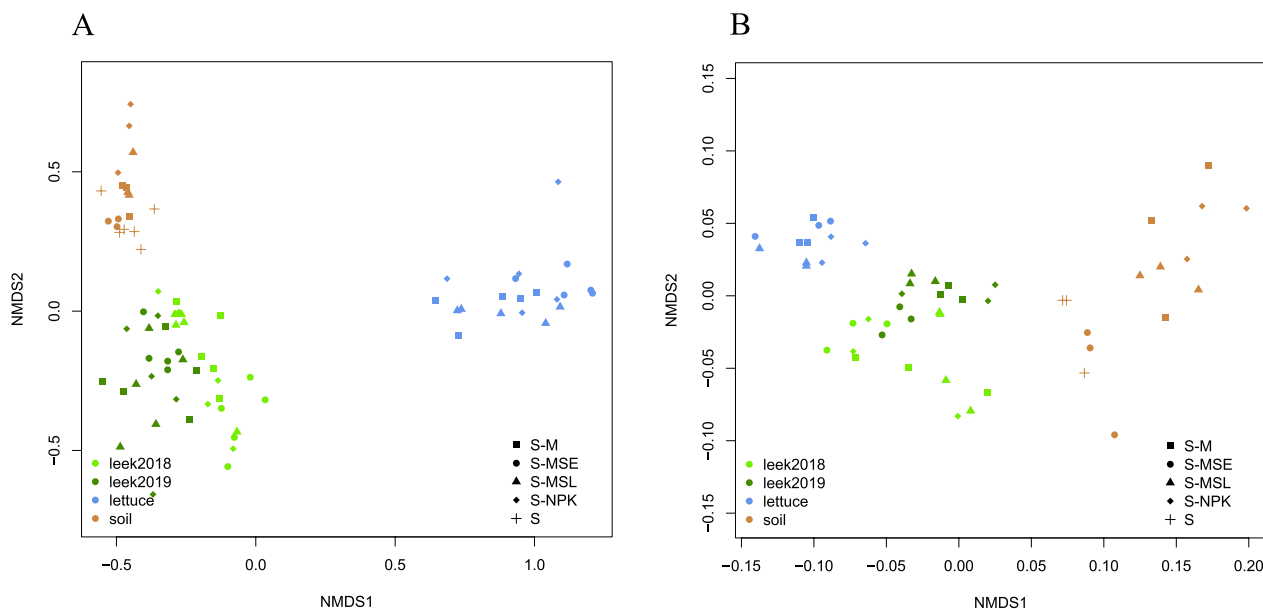 A
NMDS2
0.5
0.0
−0.5
leek2018
leek2019
lettuce
soil
S-M
S-MSE
S-MSL
S-NPK
S
−0.5 0.0 0.5 1.0
NMDS1
B
NMDS2
0.15
0.10
0.05
0.00
−0.05
−0.10
−0.15
leek2018
leek2019
lettuce
soil
S-M
S-MSE
S-MSL
S-NPK
S
−0.15 −0.10 −0.05 0.00 0.05 0.10 0.15 0.20
NMDS1